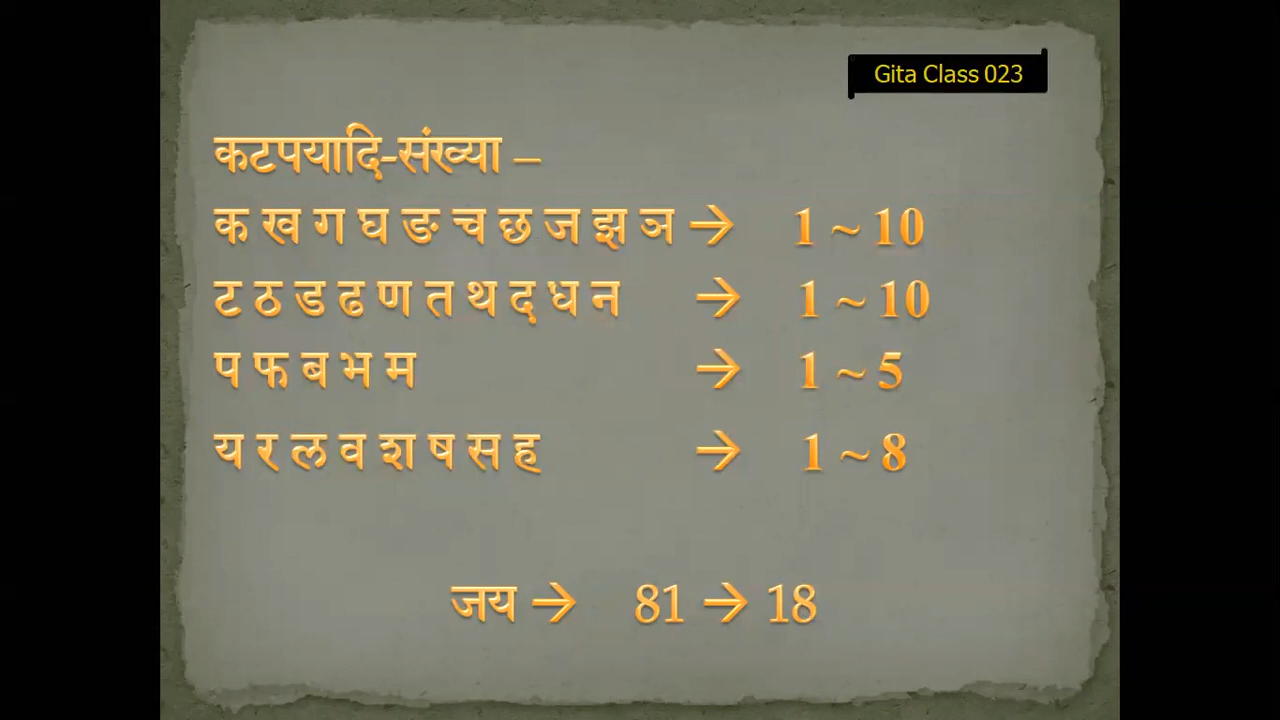 Gita Class 023
कटपयादि-संख्या –
क ख ग घ ङ च छ ज झ ञ → 1 ~ 10
ट ठ ड ढ ण त थ द ध न → 1 ~ 10
प फ ब भ म → 1 ~ 5
य र ल व श ष स ह → 1 ~ 8
जय → 81 → 18